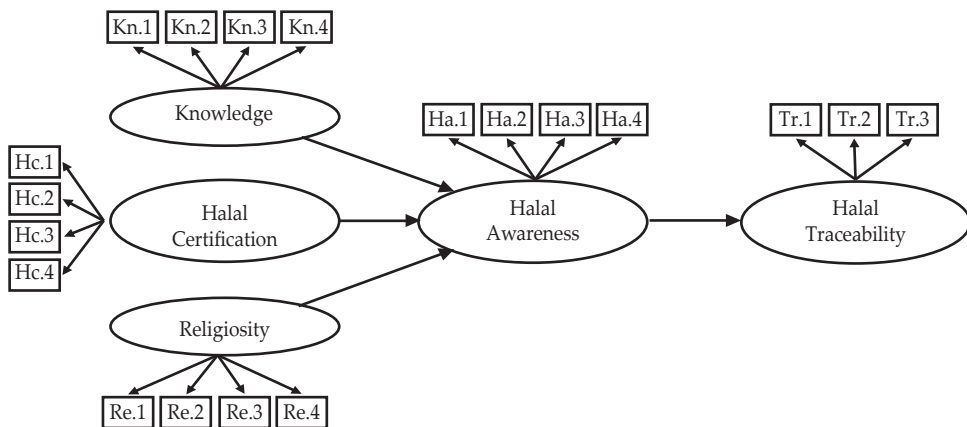 Kn.1 Kn.2 Kn.3 Kn.4
Knowledge
Ha.1 Ha.2 Ha.3 Ha.4
Tr.1 Tr.2 Tr.3
Hc.1
Hc.2
Hc.3
Hc.4
Halal
Certification
Halal
Awareness
Halal
Traceability
Religiosity
Re.1 Re.2 Re.3 Re.4